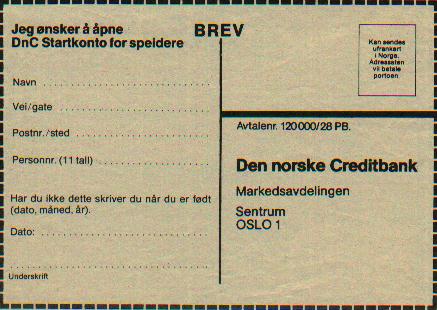 Jeg ønsker å åpne
DnC Startkonto for speidere
Navn
Vei/gate
Postnr./sted
Personnr. (11 tall)
Har du ikke dette skriver du når du er født
(dato, måned, år).
Dato:
Underskrift
BREV
Kan sendes
ufrankert
i Norge.
Adressaten
vil betale
portoen
Avtalenr. 120000/28 PB.
Den norske Creditbank
Markedsavdelingen
Sentrum
OSLO 1